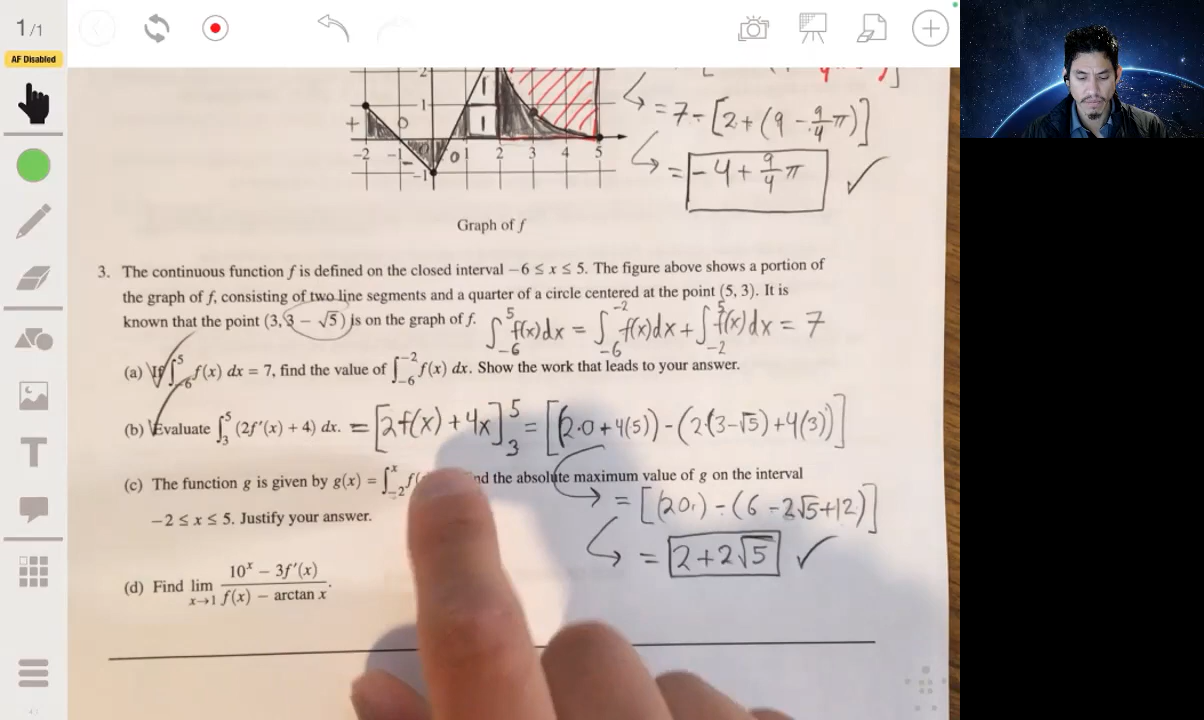 1/1
AF Disabled
2
1
+
-2 -1 0 1 2 3 4 5
-1
= 7 - [2 + (9 - 9/4 π)]
= -4 + 9/4 π ✓
Graph of f
3. The continuous function f is defined on the closed interval −6 ≤ x ≤ 5. The figure above shows a portion of
the graph of f, consisting of two line segments and a quarter of a circle centered at the point (5, 3). It is
known that the point (3, 3 − √5) is on the graph of f.
∫_{-6}^{5} f(x)dx = ∫_{-6}^{-2} f(x)dx + ∫_{-2}^{5} f(x)dx = 7
(a) If ∫_{-6}^{5} f(x) dx = 7, find the value of ∫_{-6}^{-2} f(x) dx. Show the work that leads to your answer.
(b) Evaluate ∫_{3}^{5} (2f′(x) + 4) dx. = [2f(x) + 4x]_{3}^{5} = [(2·0 + 4(5)) − (2(3−√5) + 4(3))]
(c) The function g is given by g(x) = ∫_{-2}^{x} f( nd the absolute maximum value of g on the interval
= [(20) − (6 − 2√5 + 12)]
−2 ≤ x ≤ 5. Justify your answer.
= 2 + 2√5 ✓
(d) Find lim_{x→1} (10^x − 3f′(x)) / (f(x) − arctan x).